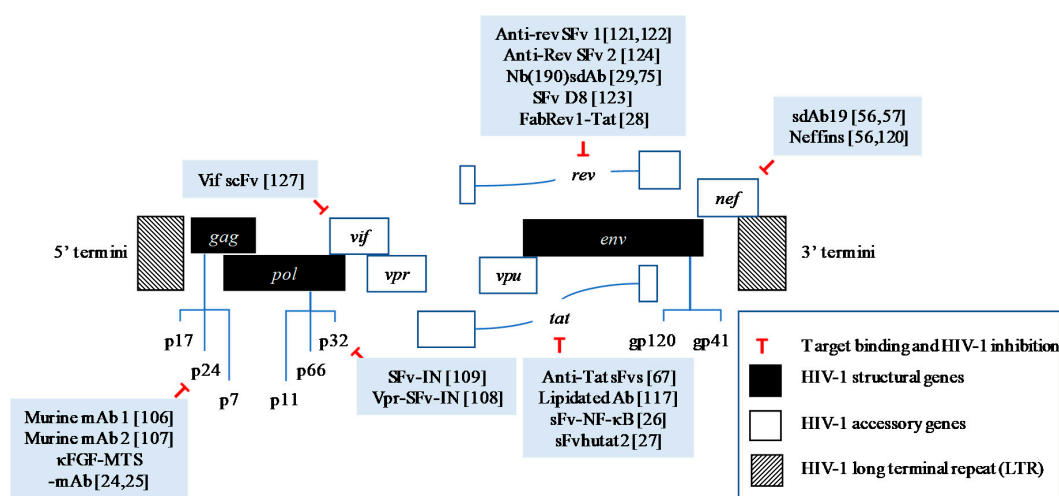 Anti-rev SFv 1 [121,122]
Anti-Rev SFv 2 [124]
Nb(190)sdAb [29,75]
SFv D8 [123]
FabRev1-Tat [28]
sdAb19 [56,57]
Neffins [56,120]
Vif scFv [127]
rev
nef
5’ termini
gag
vif
env
3’ termini
pol
vpr
vpu
tat
p17
p32
gp120
gp41
p24
p66
p7
p11
SFv-IN [109]
Vpr-SFv-IN [108]
Anti-Tat sFvs [67]
Lipidated Ab [117]
sFv-NF-κB [26]
sFvhutat2 [27]
Murine mAb 1 [106]
Murine mAb 2 [107]
κFGF-MTS
-mAb [24,25]
Target binding and HIV-1 inhibition
HIV-1 structural genes
HIV-1 accessory genes
HIV-1 long terminal repeat (LTR)